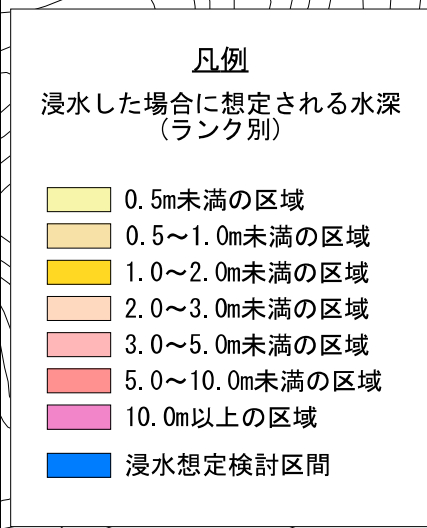 凡例
浸水した場合に想定される水深
(ランク別)
0.5m未満の区域
0.5～1.0m未満の区域
1.0～2.0m未満の区域
2.0～3.0m未満の区域
3.0～5.0m未満の区域
5.0～10.0m未満の区域
10.0m以上の区域
浸水想定検討区間